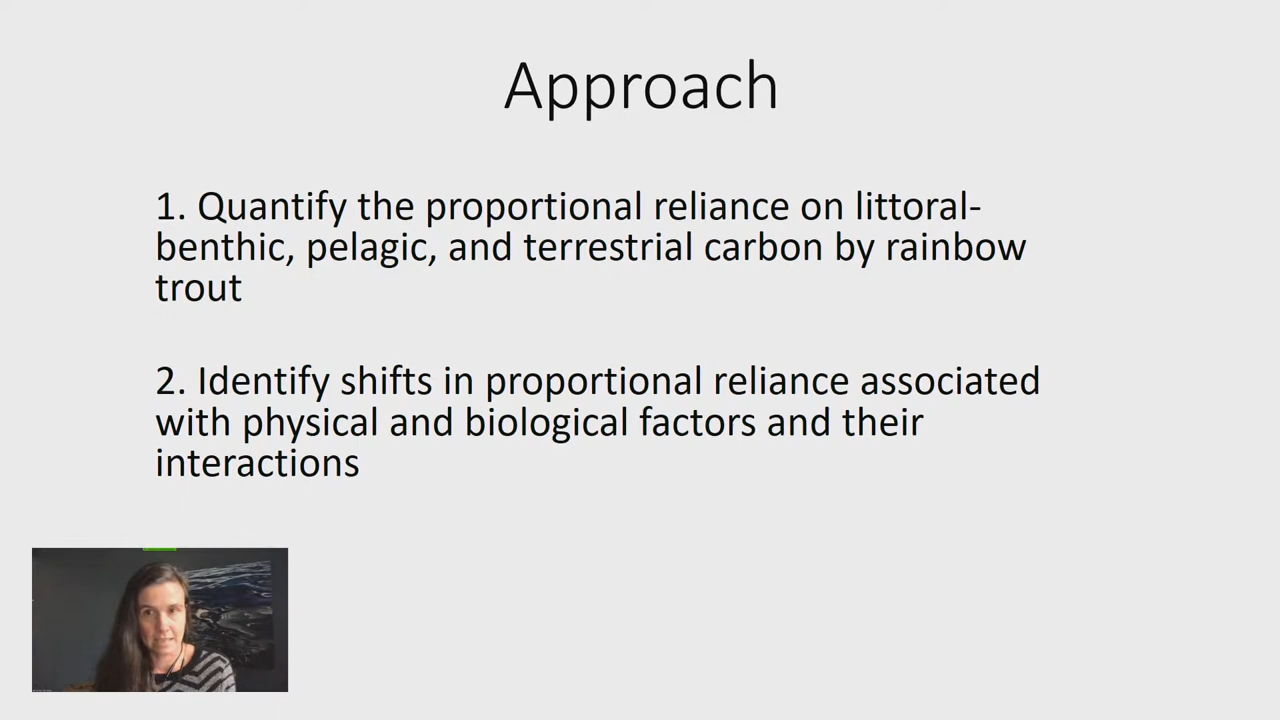 Approach
1. Quantify the proportional reliance on littoral-
benthic, pelagic, and terrestrial carbon by rainbow
trout
2. Identify shifts in proportional reliance associated
with physical and biological factors and their
interactions